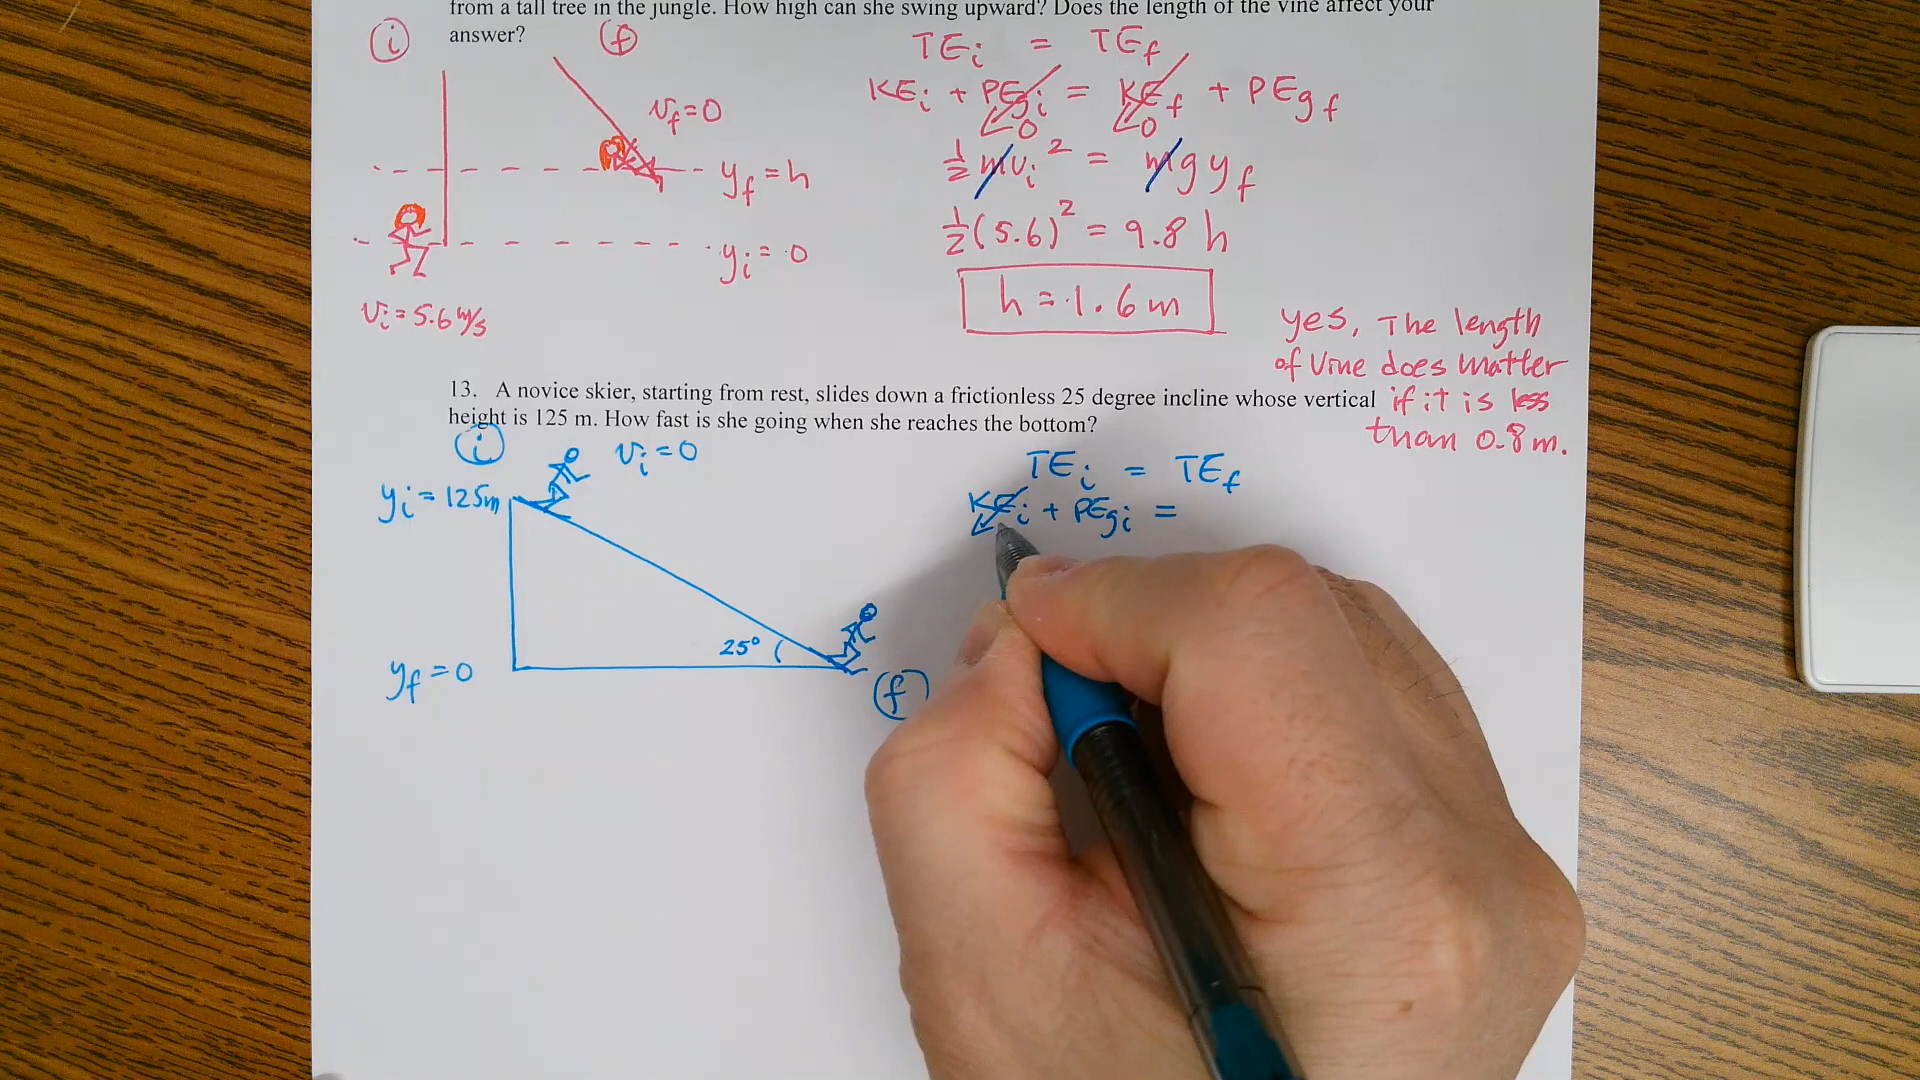 from a tall tree in the jungle. How high can she swing upward? Does the length of the vine affect your
answer?
i
f
TEi = TEf
KEi + PEgi = KEf + PEgf
0 0
vf=0
½ mvi² = mgyf
yf = h
½(5.6)² = 9.8 h
yi = 0
h = 1.6m
vi = 5.6 m/s
yes, The length
of Vine does matter
if it is less
than 0.8m.
13. A novice skier, starting from rest, slides down a frictionless 25 degree incline whose vertical
height is 125 m. How fast is she going when she reaches the bottom?
i
vi = 0
TEi = TEf
yi = 125m
KEi + PEgi =
25°
yf = 0
f